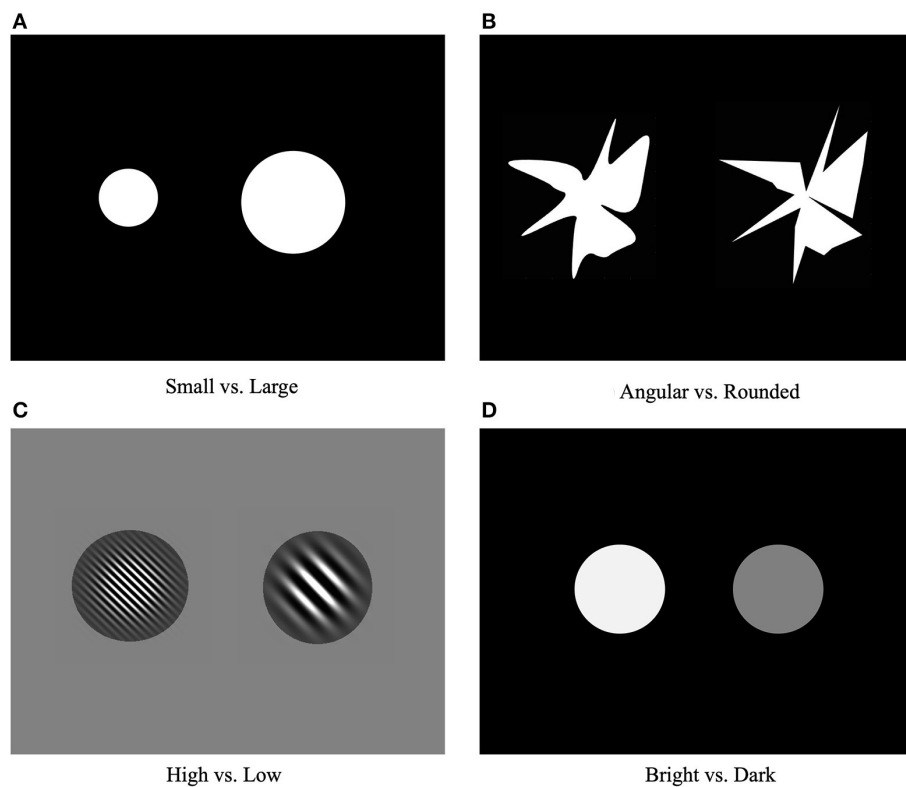 A
B
Small vs. Large
Angular vs. Rounded
C
D
High vs. Low
Bright vs. Dark